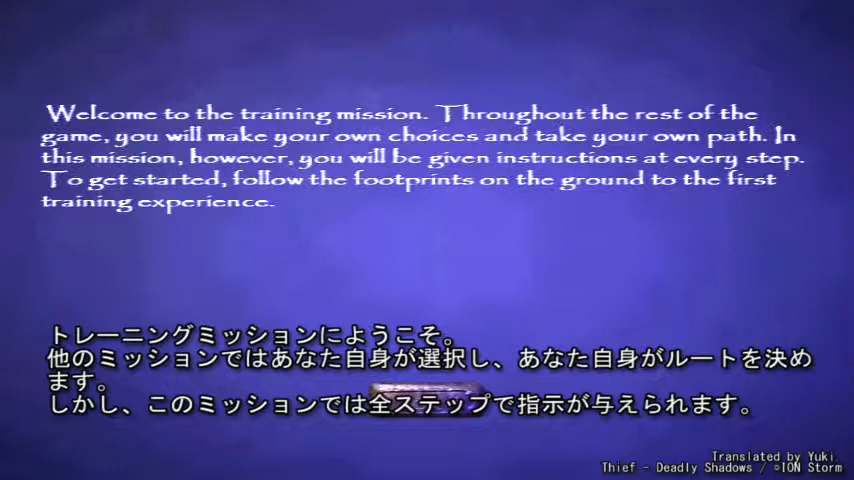 Welcome to the training mission. Throughout the rest of the
game, you will make your own choices and take your own path. In
this mission, however, you will be given instructions at every step.
To get started, follow the footprints on the ground to the first
training experience.
トレーニングミッションにようこそ。
他のミッションではあなた自身が選択し、あなた自身がルートを決め
ます。
しかし、このミッションでは全ステップで指示が与えられます。
Translated by Yuki.
Thief - Deadly Shadows / ©ION Storm